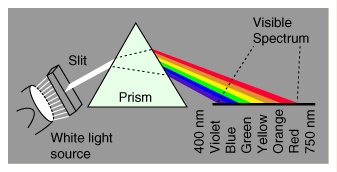 Visible
Spectrum
Slit
Prism
White light
source
400 nm
Violet
Blue
Green
Yellow
Orange
Red
750 nm